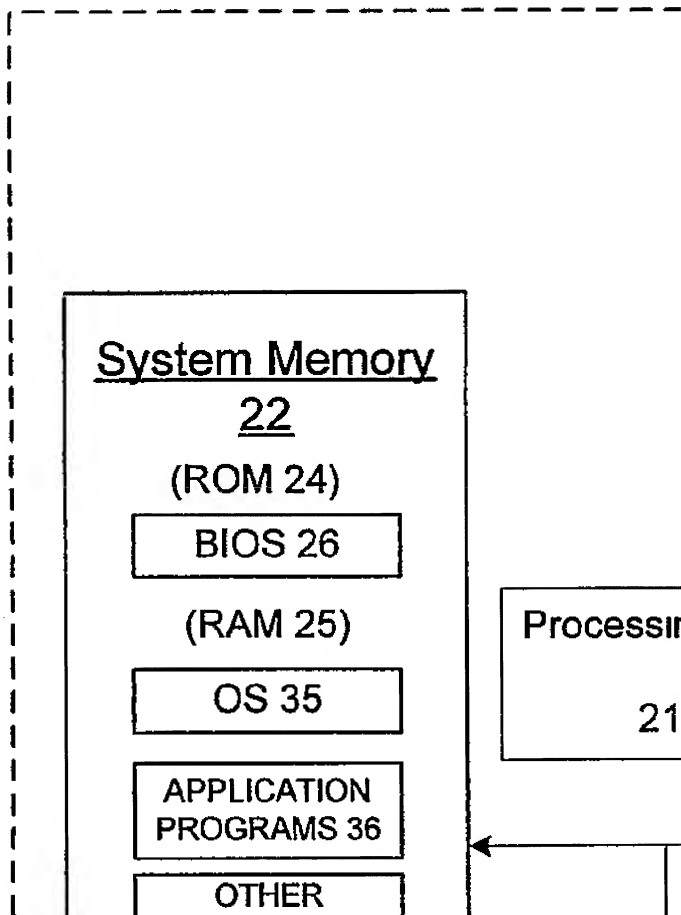 System Memory
22
(ROM 24)
BIOS 26
(RAM 25)
OS 35
APPLICATION
PROGRAMS 36
OTHER
21